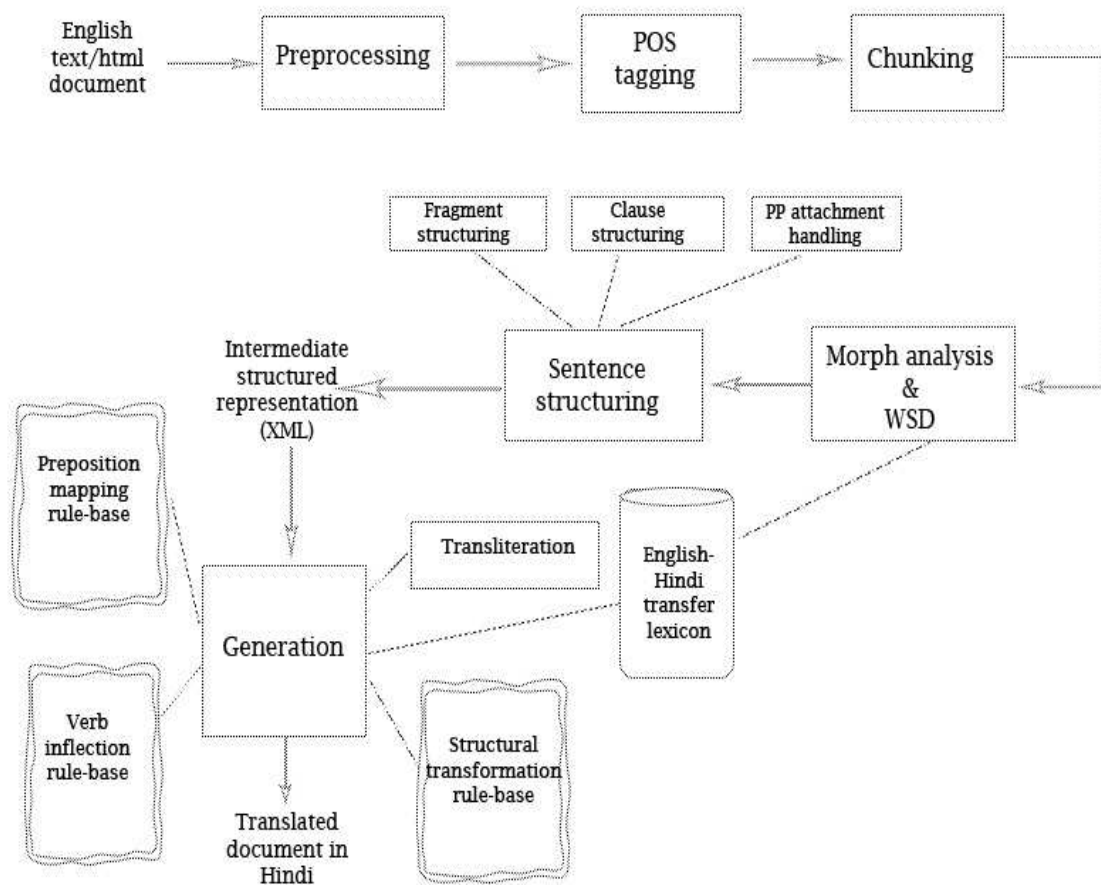 English
text/html
document
Preprocessing
POS
tagging
Chunking
Fragment
structuring
Clause
structuring
PP attachment
handling
Intermediate
structured
representation
(XML)
Sentence
structuring
Morph analysis
&
WSD
Preposition
mapping
rule-base
Transliteration
English-
Hindi
transfer
lexicon
Generation
Verb
inflection
rule-base
Structural
transformation
rule-base
Translated
document in
Hindi